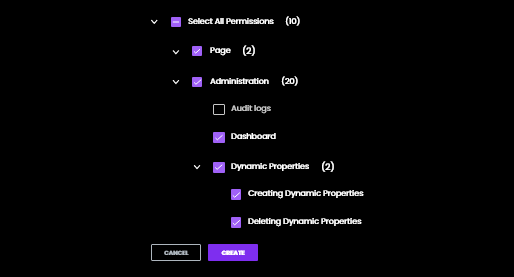 Select All Permissions (10)
Page (2)
Administration (20)
Audit logs
Dashboard
Dynamic Properties (2)
Creating Dynamic Properties
Deleting Dynamic Properties
CANCEL CREATE